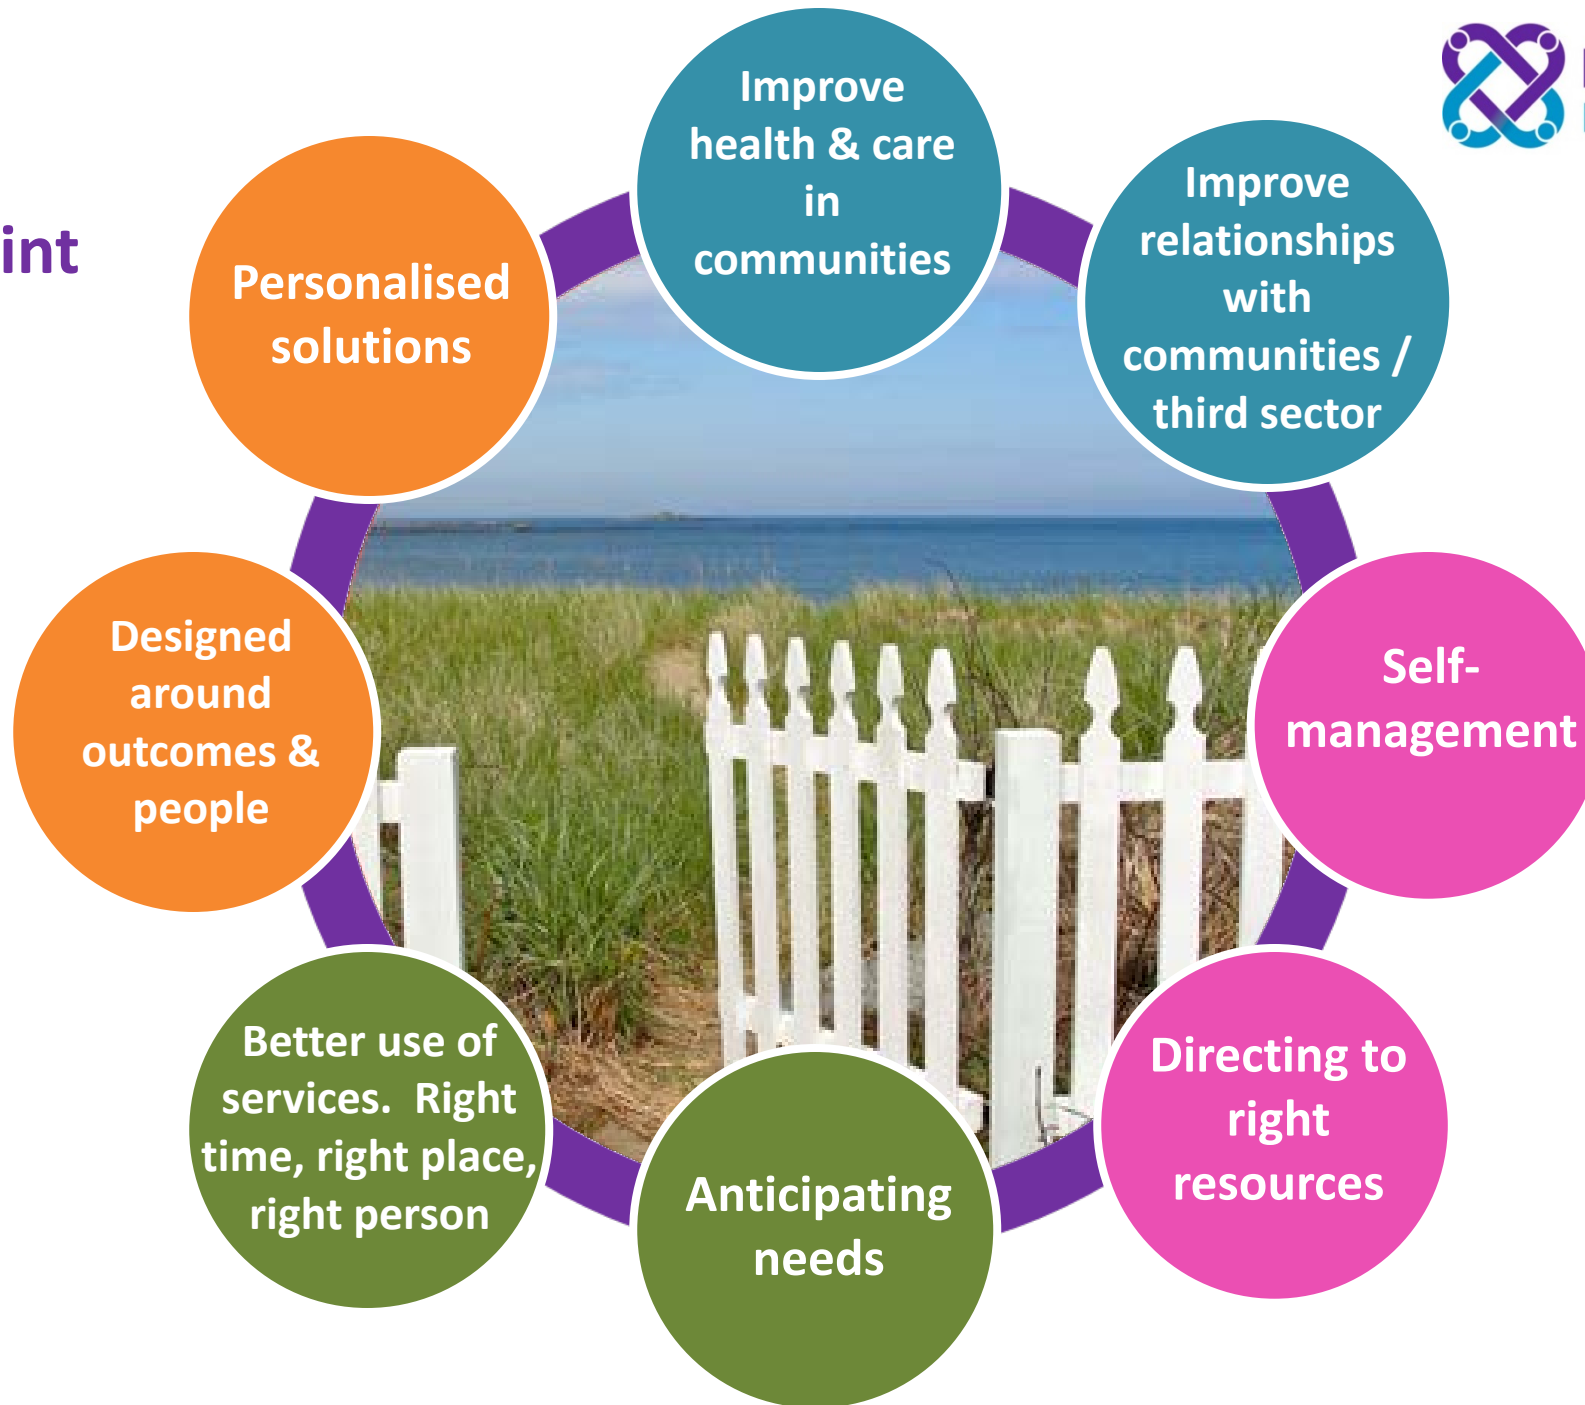 Improve
health & care
in
communities
Improve
relationships
with
communities /
third sector
int
Personalised
solutions
Self-
management
Designed
around
outcomes &
people
Directing to
right
resources
Better use of
services.  Right
time, right place,
right person
Anticipating
needs